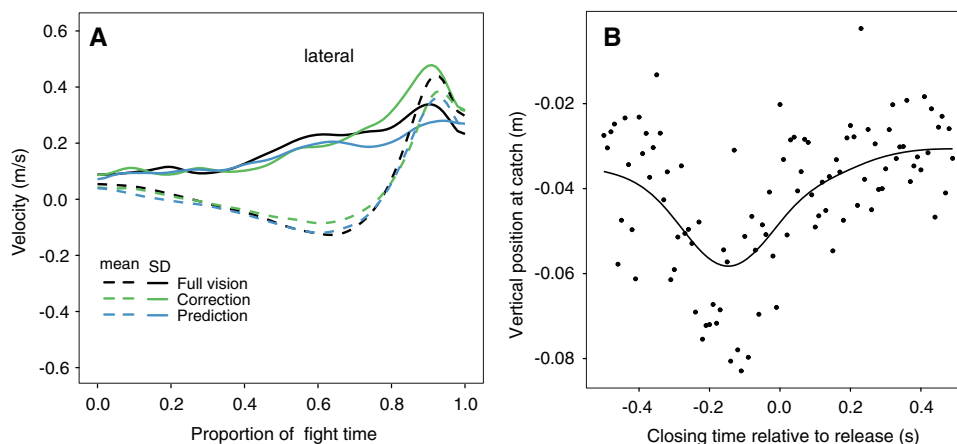 A
lateral
0.6
0.4
0.2
0.0
-0.2
-0.4
-0.6
Velocity (m/s)
mean SD
Full vision
Correction
Prediction
0.0 0.2 0.4 0.6 0.8 1.0
Proportion of fight time
B
-0.02
-0.04
-0.06
-0.08
Vertical position at catch (m)
-0.4 -0.2 0.0 0.2 0.4
Closing time relative to release (s)